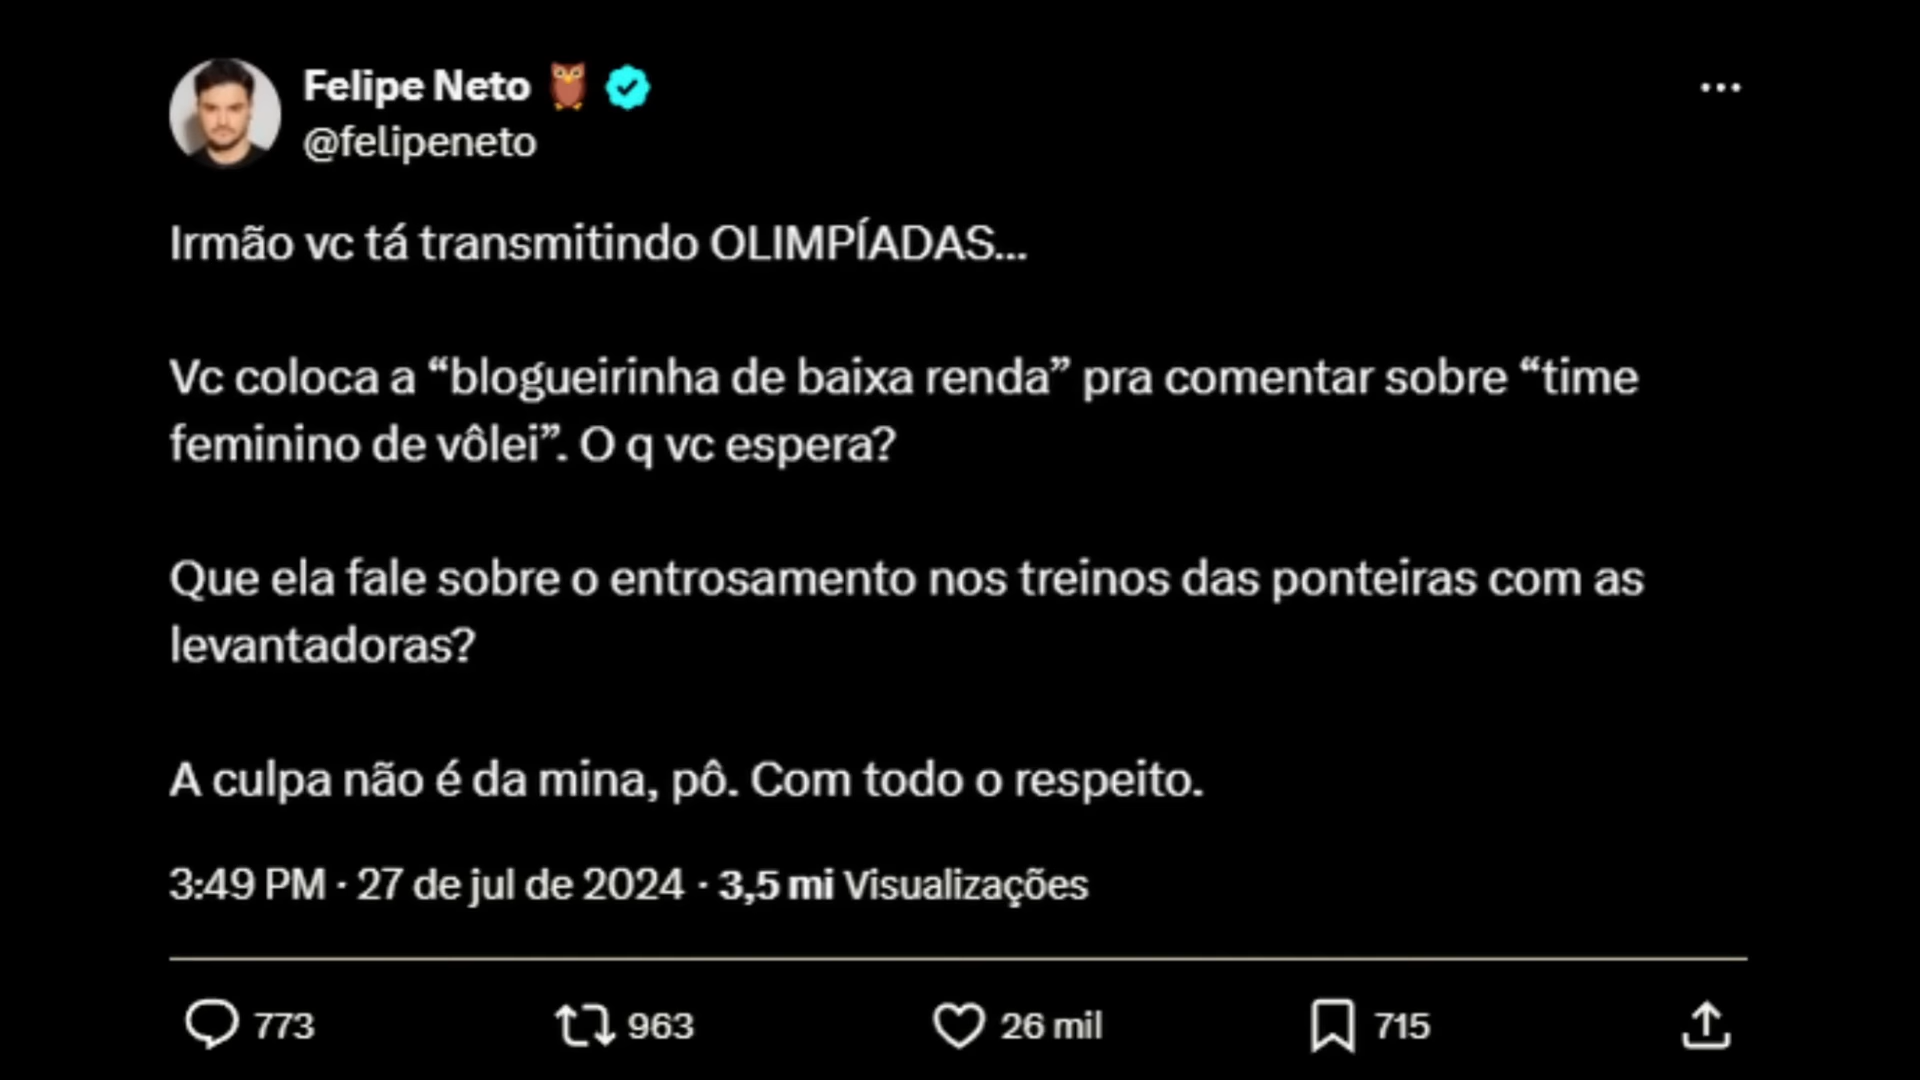 Felipe Neto 🦉
@felipeneto
Irmão vc tá transmitindo OLIMPÍADAS...
Vc coloca a “blogueirinha de baixa renda” pra comentar sobre “time
feminino de vôlei”. O q vc espera?
Que ela fale sobre o entrosamento nos treinos das ponteiras com as
levantadoras?
A culpa não é da mina, pô. Com todo o respeito.
3:49 PM · 27 de jul de 2024 · 3,5 mi Visualizações
773 963 26 mil 715